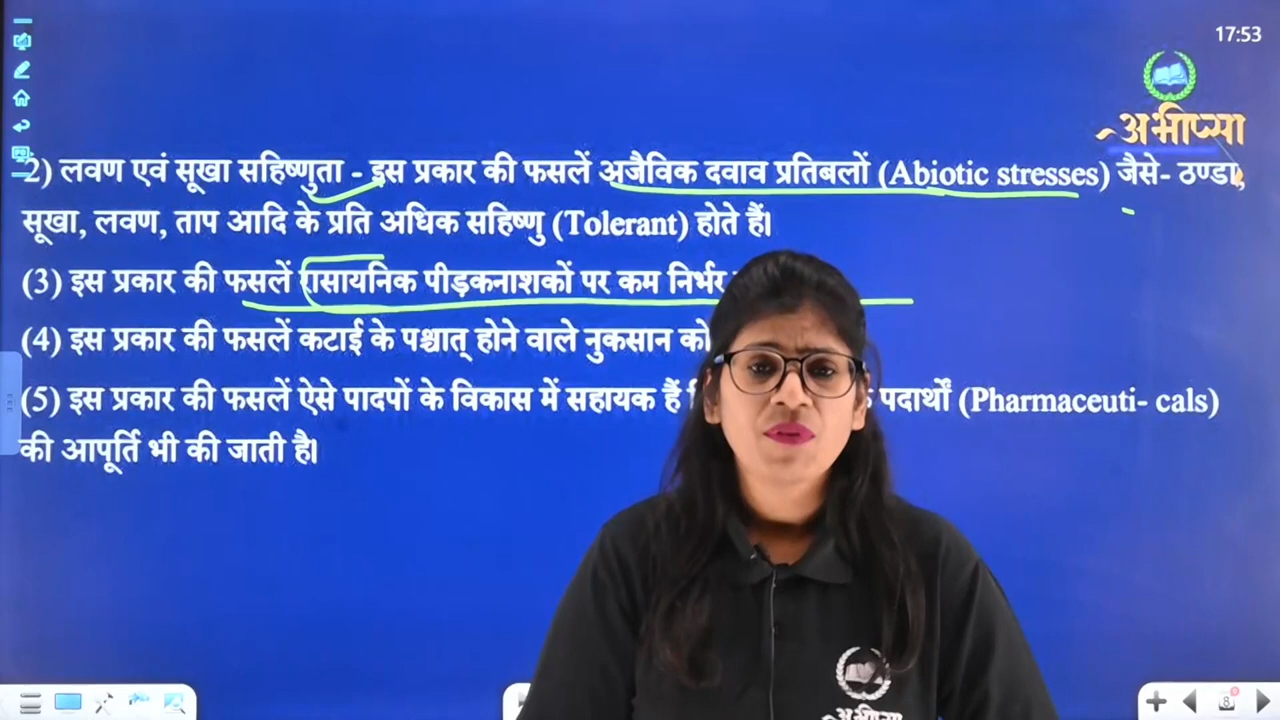 17:53
अभीप्सा
2) लवण एवं सूखा सहिष्णुता - इस प्रकार की फसलें अजैविक दवाव प्रतिबलों (Abiotic stresses) जैसे- ठण्डा,
सूखा, लवण, ताप आदि के प्रति अधिक सहिष्णु (Tolerant) होते हैं।
(3) इस प्रकार की फसलें रासायनिक पीड़कनाशकों पर कम निर्भर
(4) इस प्रकार की फसलें कटाई के पश्चात् होने वाले नुकसान को
(5) इस प्रकार की फसलें ऐसे पादपों के विकास में सहायक हैं पदार्थों (Pharmaceuti- cals)
की आपूर्ति भी की जाती है।
अभीप्सा
8